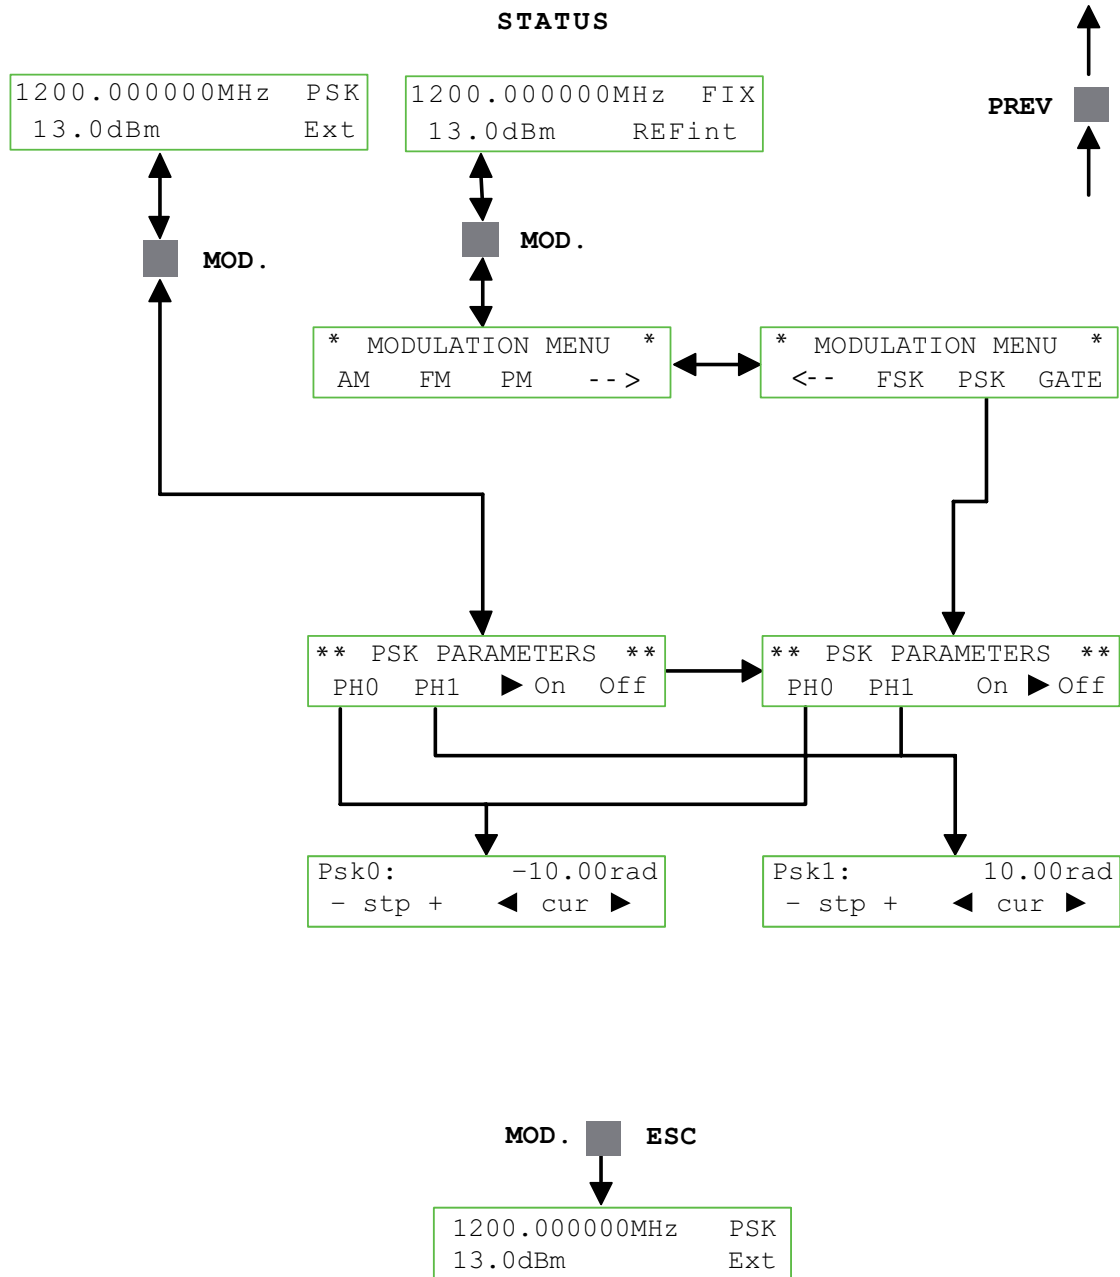 STATUS
1200.000000MHz PSK
13.0dBm Ext
1200.000000MHz FIX
13.0dBm REFint
PREV
MOD.
MOD.
* MODULATION MENU *
AM FM PM -->
* MODULATION MENU *
<-- FSK PSK GATE
** PSK PARAMETERS **
PH0 PH1 ▶ On Off
** PSK PARAMETERS **
PH0 PH1 On ▶ Off
Psk0: -10.00rad
- stp + ◀ cur ▶
Psk1: 10.00rad
- stp + ◀ cur ▶
MOD. ESC
1200.000000MHz PSK
13.0dBm Ext